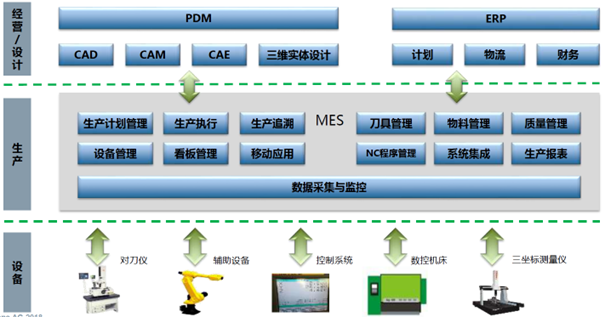 经营/设计
PDM
ERP
CAD
CAM
CAE
三维实体设计
计划
物流
财务
生产
MES
生产计划管理
生产执行
生产追溯
刀具管理
物料管理
质量管理
设备管理
看板管理
移动应用
NC程序管理
系统集成
生产报表
数据采集与监控
设备
对刀仪
辅助设备
控制系统
数控机床
三坐标测量仪